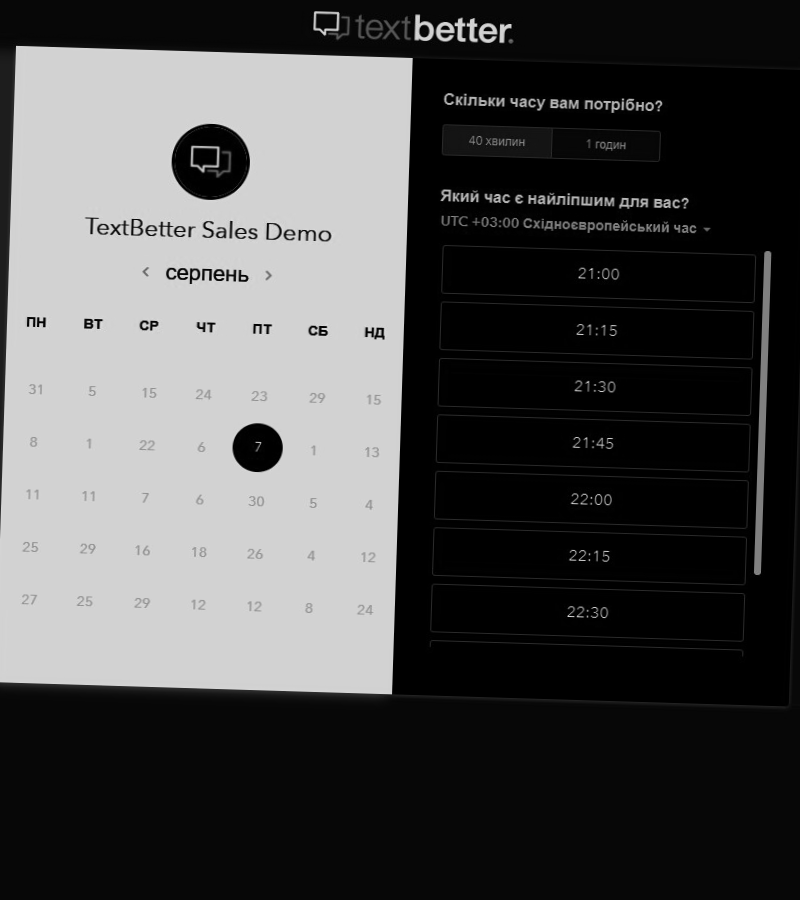 textbetter.
TextBetter Sales Demo
‹ серпень ›
ПН ВТ СР ЧТ ПТ СБ НД
31 5 15 24 23 29 15
8 1 22 6 7 1 13
11 11 7 6 30 5 4
25 29 16 18 26 4 12
27 25 29 12 12 8 24
Скільки часу вам потрібно?
40 хвилин 1 годин
Який час є найліпшим для вас?
UTC +03:00 Східноєвропейський час
21:00
21:15
21:30
21:45
22:00
22:15
22:30